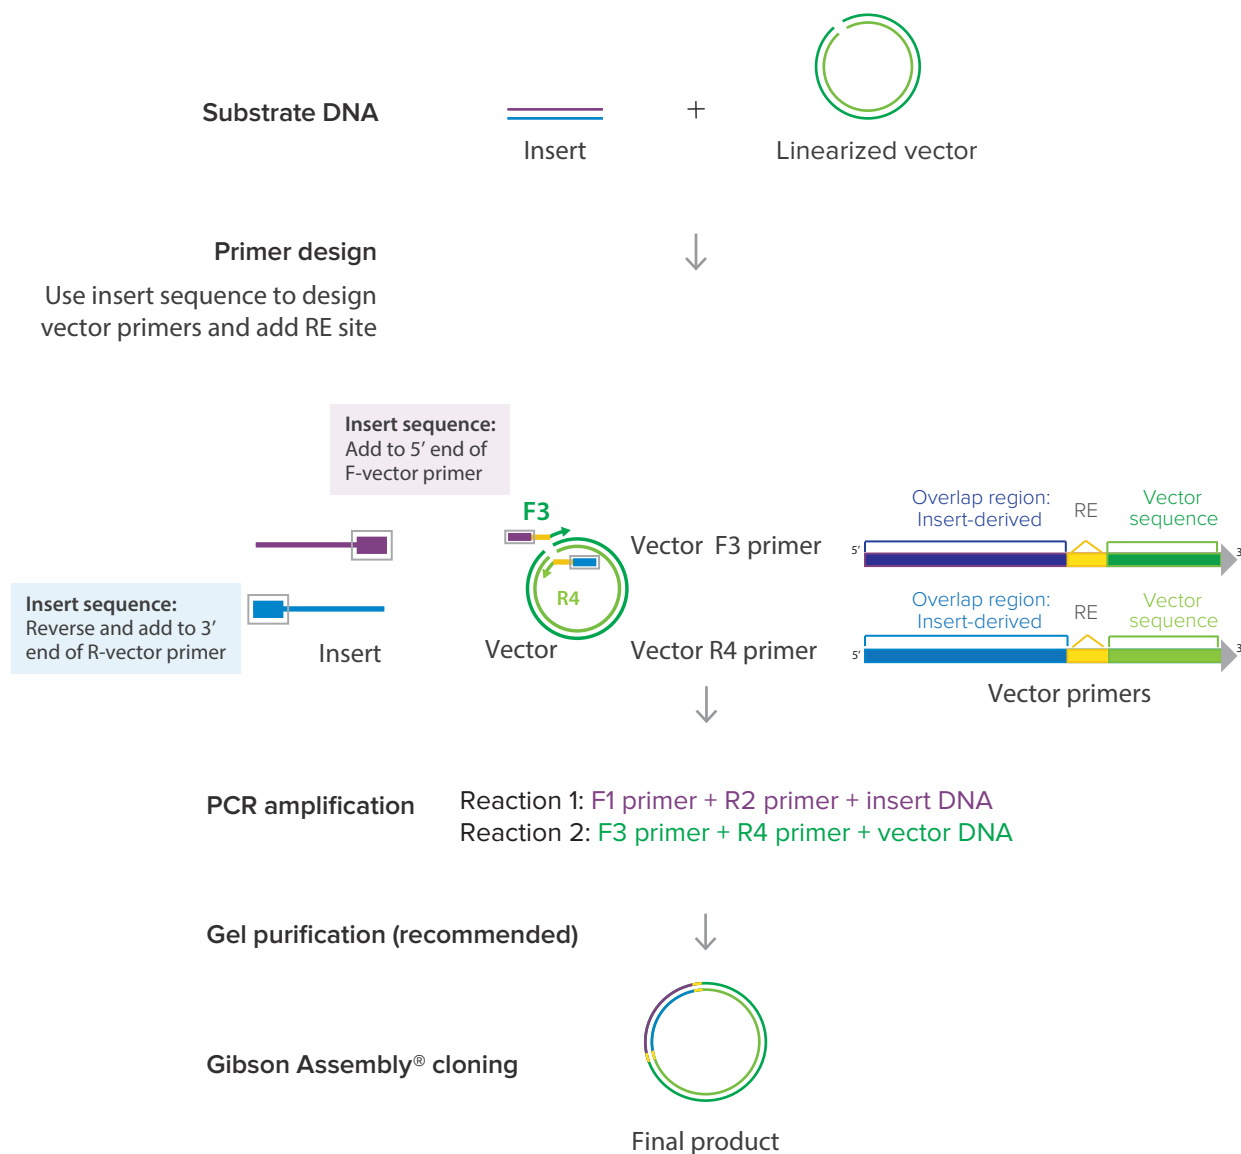 Substrate DNA
+
Insert
Linearized vector
Primer design
Use insert sequence to design
vector primers and add RE site
Insert sequence:
Add to 5′ end of
F-vector primer
F3
R4
Vector
Insert sequence:
Reverse and add to 3′
end of R-vector primer
Insert
Vector F3 primer
Overlap region:
Insert-derived
RE
Vector
sequence
5′
3
Vector R4 primer
Overlap region:
Insert-derived
RE
Vector
sequence
5′
3
Vector primers
PCR amplification
Reaction 1: F1 primer + R2 primer + insert DNA
Reaction 2: F3 primer + R4 primer + vector DNA
Gel purification (recommended)
Gibson Assembly® cloning
Final product